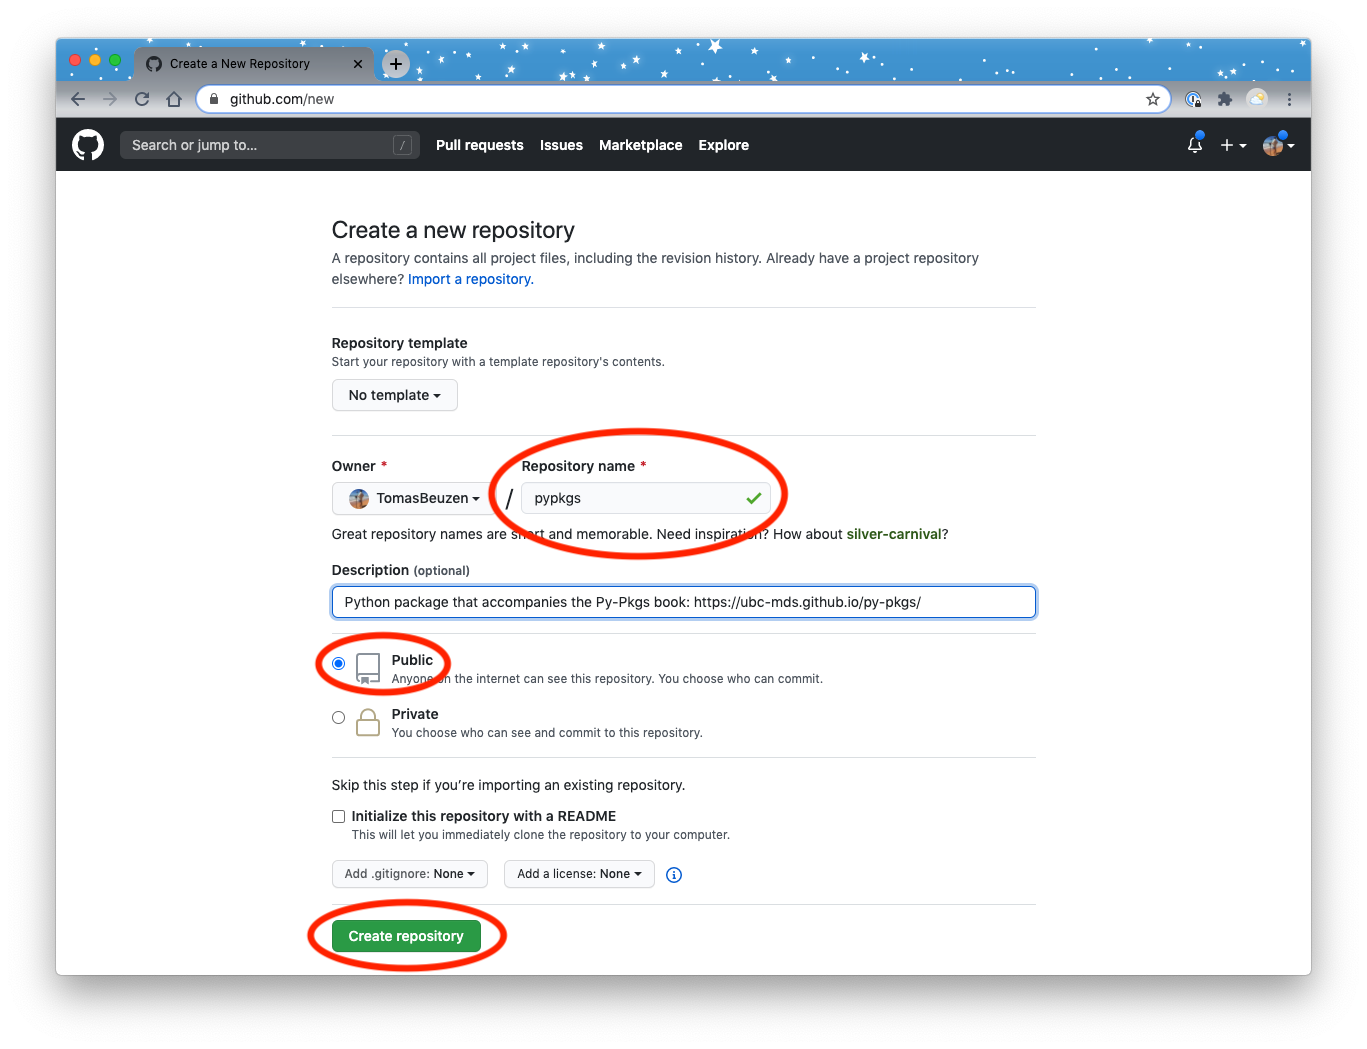 Create a New Repository
github.com/new
Search or jump to... /
Pull requests Issues Marketplace Explore
Create a new repository
A repository contains all project files, including the revision history. Already have a project repository
elsewhere? Import a repository.
Repository template
Start your repository with a template repository's contents.
No template
Owner * Repository name *
TomasBeuzen / pypkgs
Great repository names are short and memorable. Need inspiration? How about silver-carnival?
Description (optional)
Python package that accompanies the Py-Pkgs book: https://ubc-mds.github.io/py-pkgs/
Public
Anyone on the internet can see this repository. You choose who can commit.
Private
You choose who can see and commit to this repository.
Skip this step if you’re importing an existing repository.
Initialize this repository with a README
This will let you immediately clone the repository to your computer.
Add .gitignore: None Add a license: None
Create repository